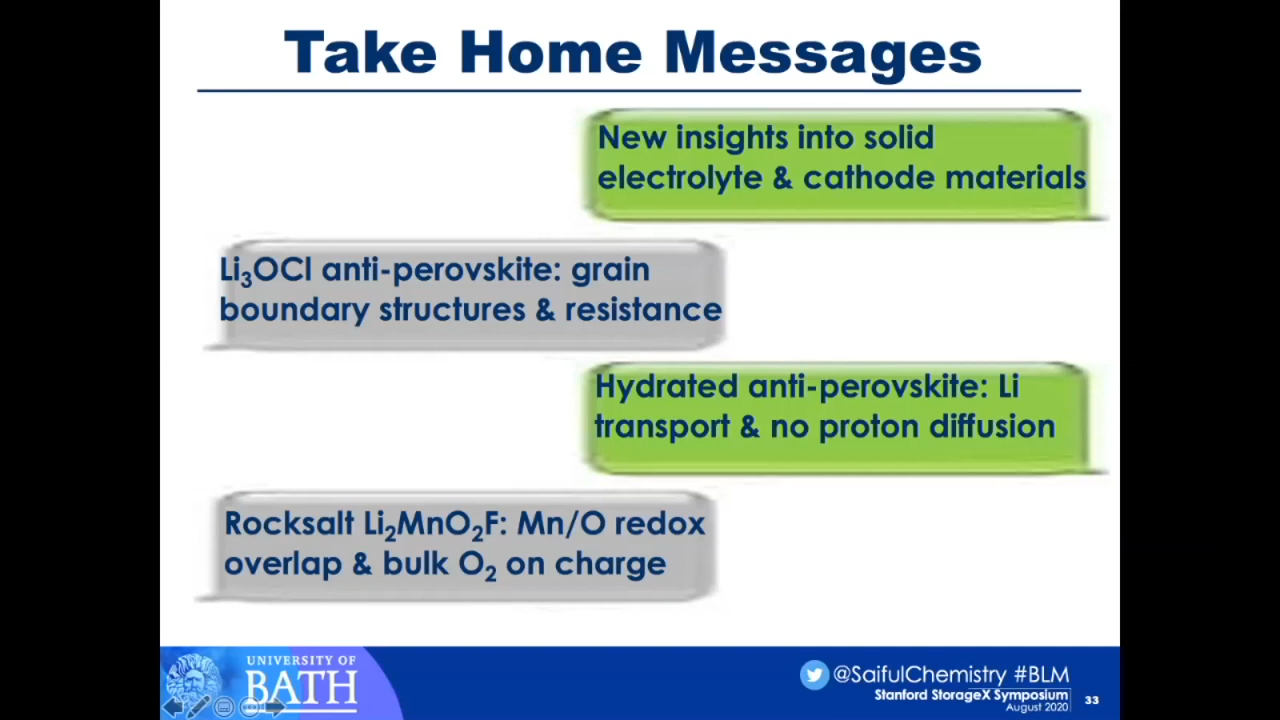 Take Home Messages
New insights into solid
electrolyte & cathode materials
Li₃OCl anti-perovskite: grain
boundary structures & resistance
Hydrated anti-perovskite: Li
transport & no proton diffusion
Rocksalt Li₂MnO₂F: Mn/O redox
overlap & bulk O₂ on charge
UNIVERSITY OF
BATH
@SaifulChemistry #BLM
Stanford StorageX Symposium
August 2020
33